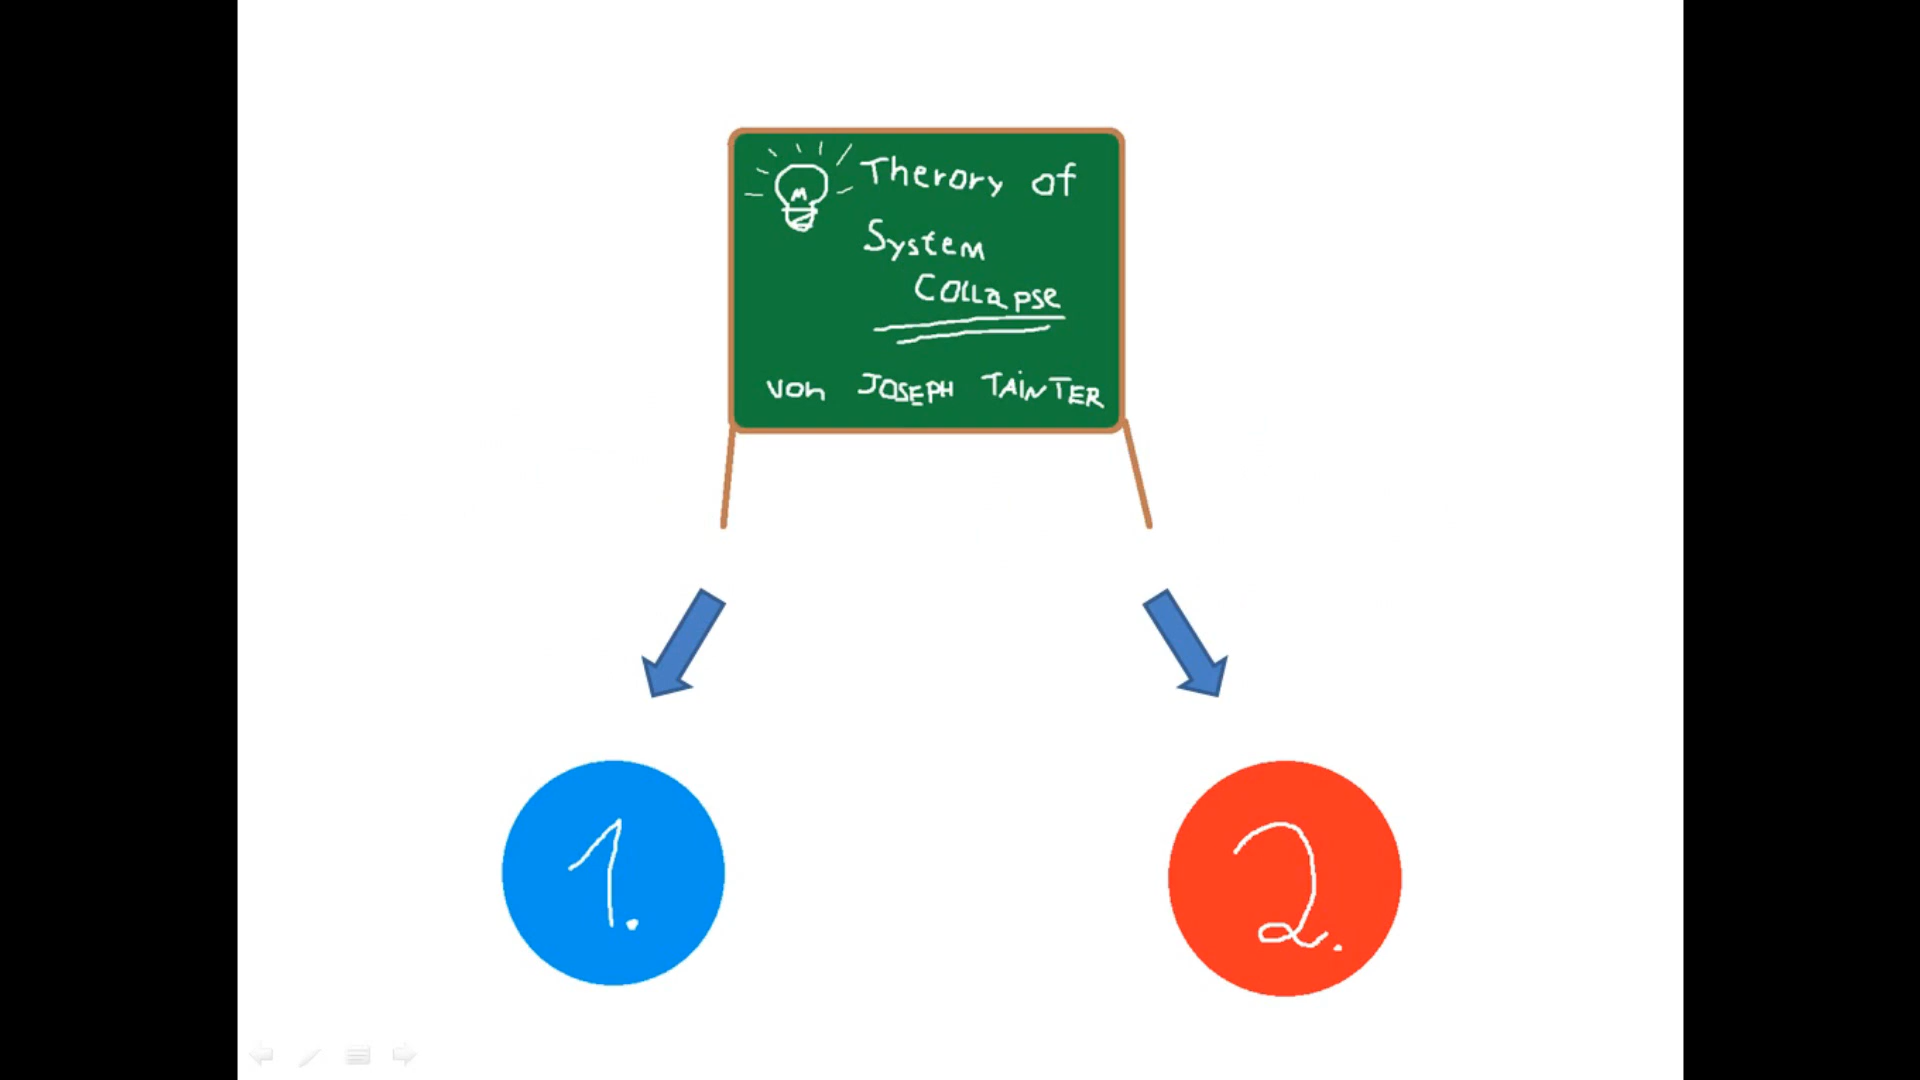 Therory of
System
Collapse
von JOSEPH TAINTER
1.
2.